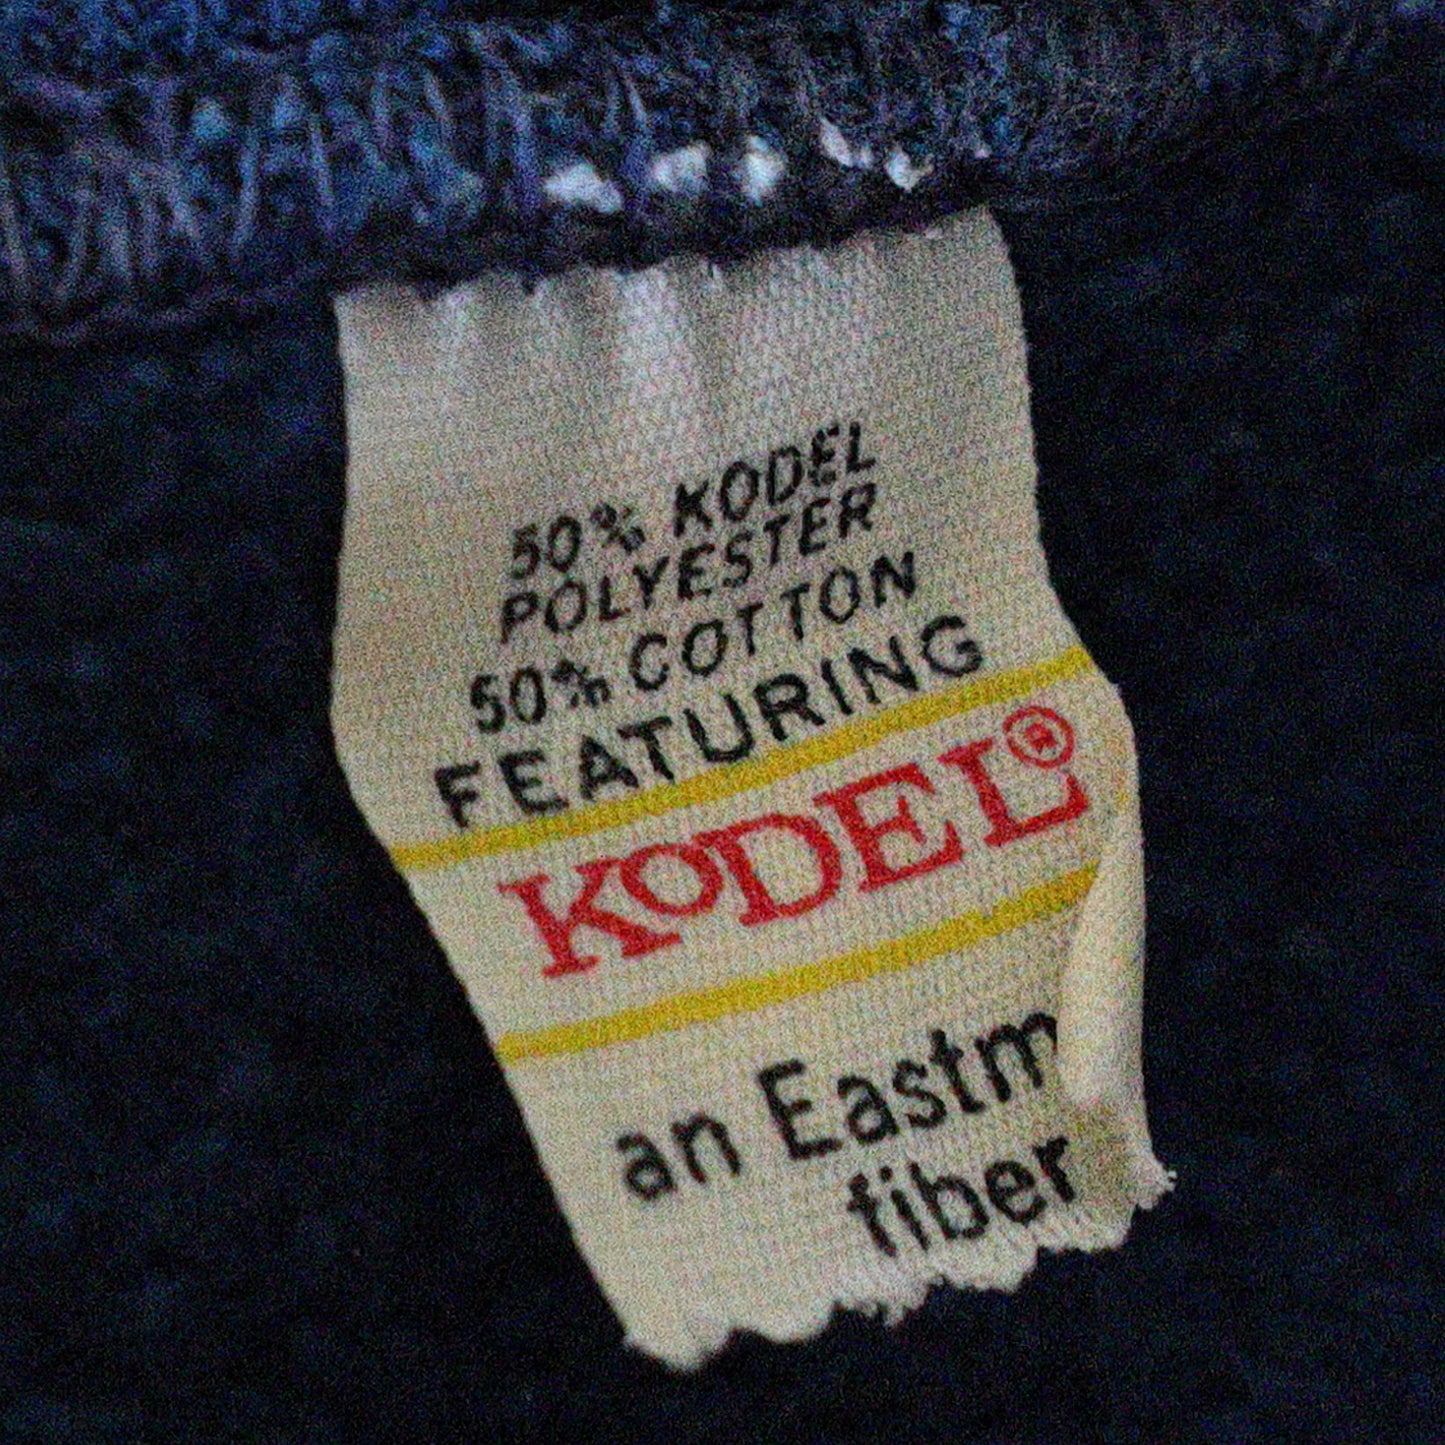 50% KODEL
POLYESTER
50% COTTON
FEATURING
KODEL®
an Eastm
fiber